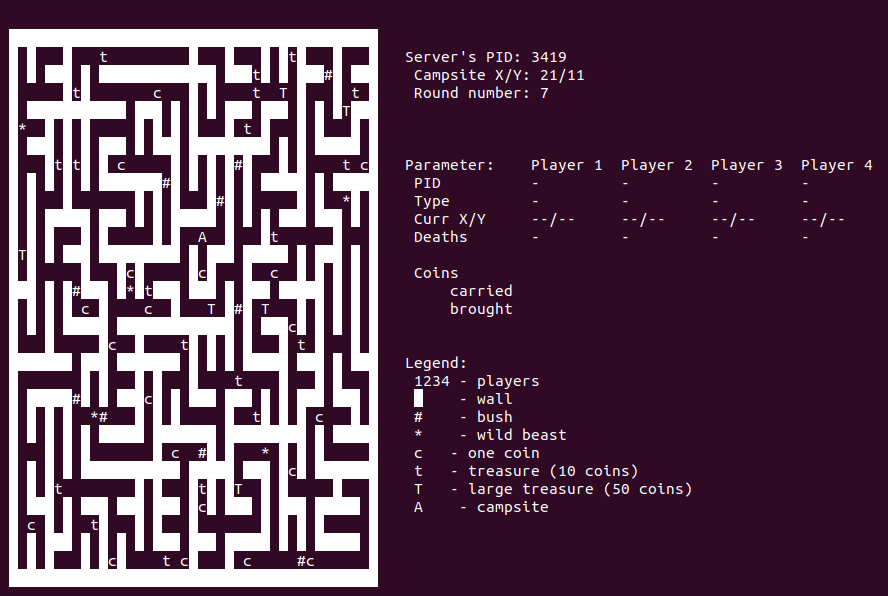 t t
t #
t c t T t
T
* t
t t c # t c
#
# *
A t
T
c c c
# * t
c c T # T
c
c t t
t
# c
*# t c
c # *
c
t t T
c
c t
c t c c #c
Server's PID: 3419
Campsite X/Y: 21/11
Round number: 7
Parameter: Player 1 Player 2 Player 3 Player 4
PID - - - -
Type - - - -
Curr X/Y --/-- --/-- --/-- --/--
Deaths - - - -
Coins
carried
brought
Legend:
1234 - players
- wall
# - bush
* - wild beast
c - one coin
t - treasure (10 coins)
T - large treasure (50 coins)
A - campsite